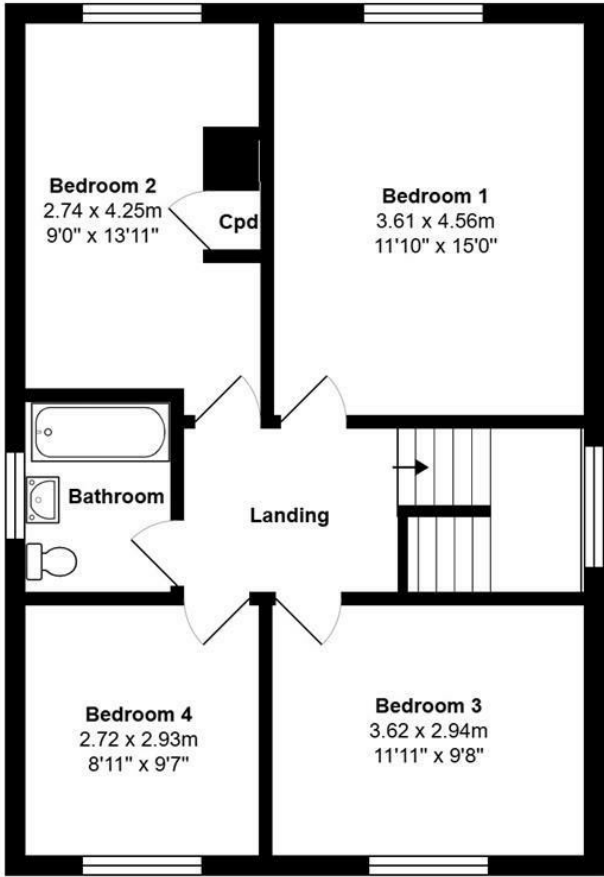 Bedroom 2
2.74 x 4.25m
9'0" x 13'11"
Cpd
Bedroom 1
3.61 x 4.56m
11'10" x 15'0"
Bathroom
Landing
Bedroom 4
2.72 x 2.93m
8'11" x 9'7"
Bedroom 3
3.62 x 2.94m
11'11" x 9'8"